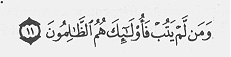 وَمَن لَّمْ يَتُبْ فَأُوْلَـٰٓئِكَ هُمُ ٱلظَّـٰلِمُونَ ١١